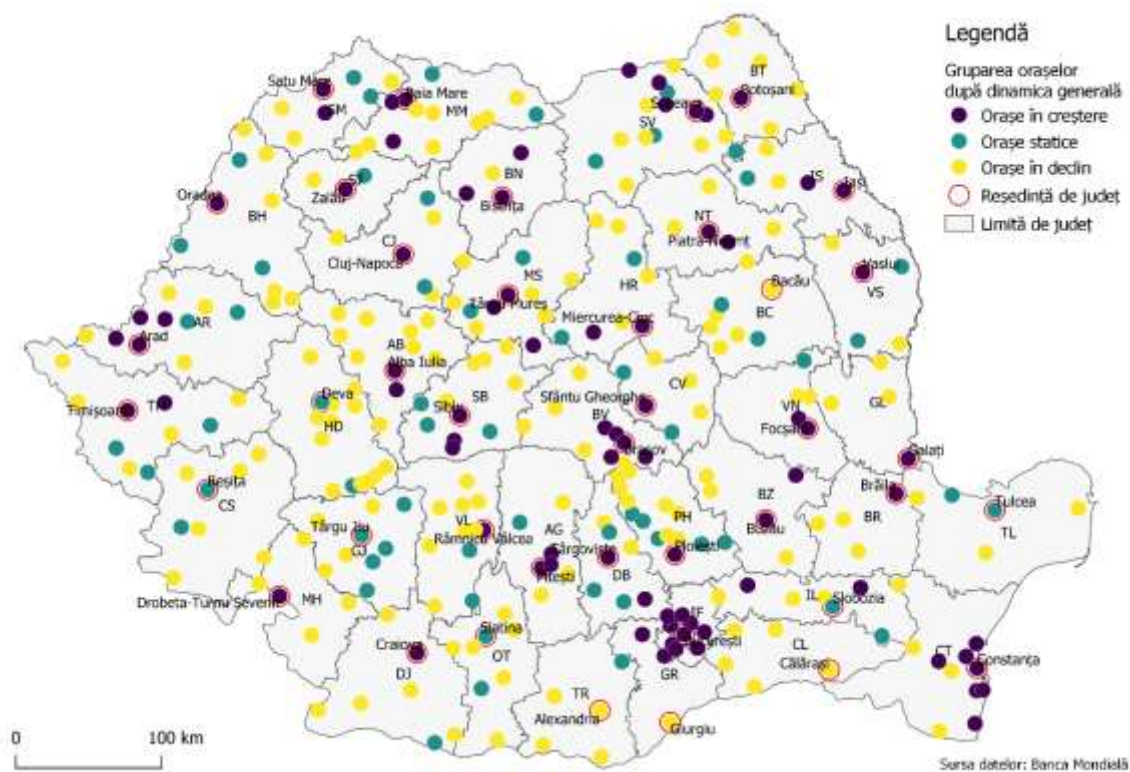 Legendă
Gruparea orașelor
după dinamica generală
Orașe în creștere
Orașe statice
Orașe în declin
Reședință de județ
Limită de județ
BT
Botoșani
Satu Mare
SM
Baia Mare
MM
SV
Suceava
BN
Bistrița
SJ
Zalău
Oradea
BH
IS
Iași
NT
Piatra-Neamț
CJ
Cluj-Napoca
MS
Târgu Mureș
HR
Miercurea-Ciuc
Bacău
BC
Vaslui
VS
AR
Arad
AB
Alba Iulia
Timișoara
Deva
HD
Sibiu
SB
Sfântu Gheorghe
CV
BV
Brașov
VN
Focșani
GL
Galați
Reșița
CS
Târgu Jiu
GJ
VL
Râmnicu Vâlcea
AG
Târgoviște
Pitești
DB
PH
Ploiești
BZ
Buzău
Brăila
BR
Tulcea
TL
Drobeta-Turnu Severin
MH
Craiova
DJ
Slatina
OT
TR
Alexandria
IF
București
GR
Giurgiu
IL
Slobozia
CL
Călărași
CT
Constanța
0
100 km
Sursa datelor: Banca Mondială